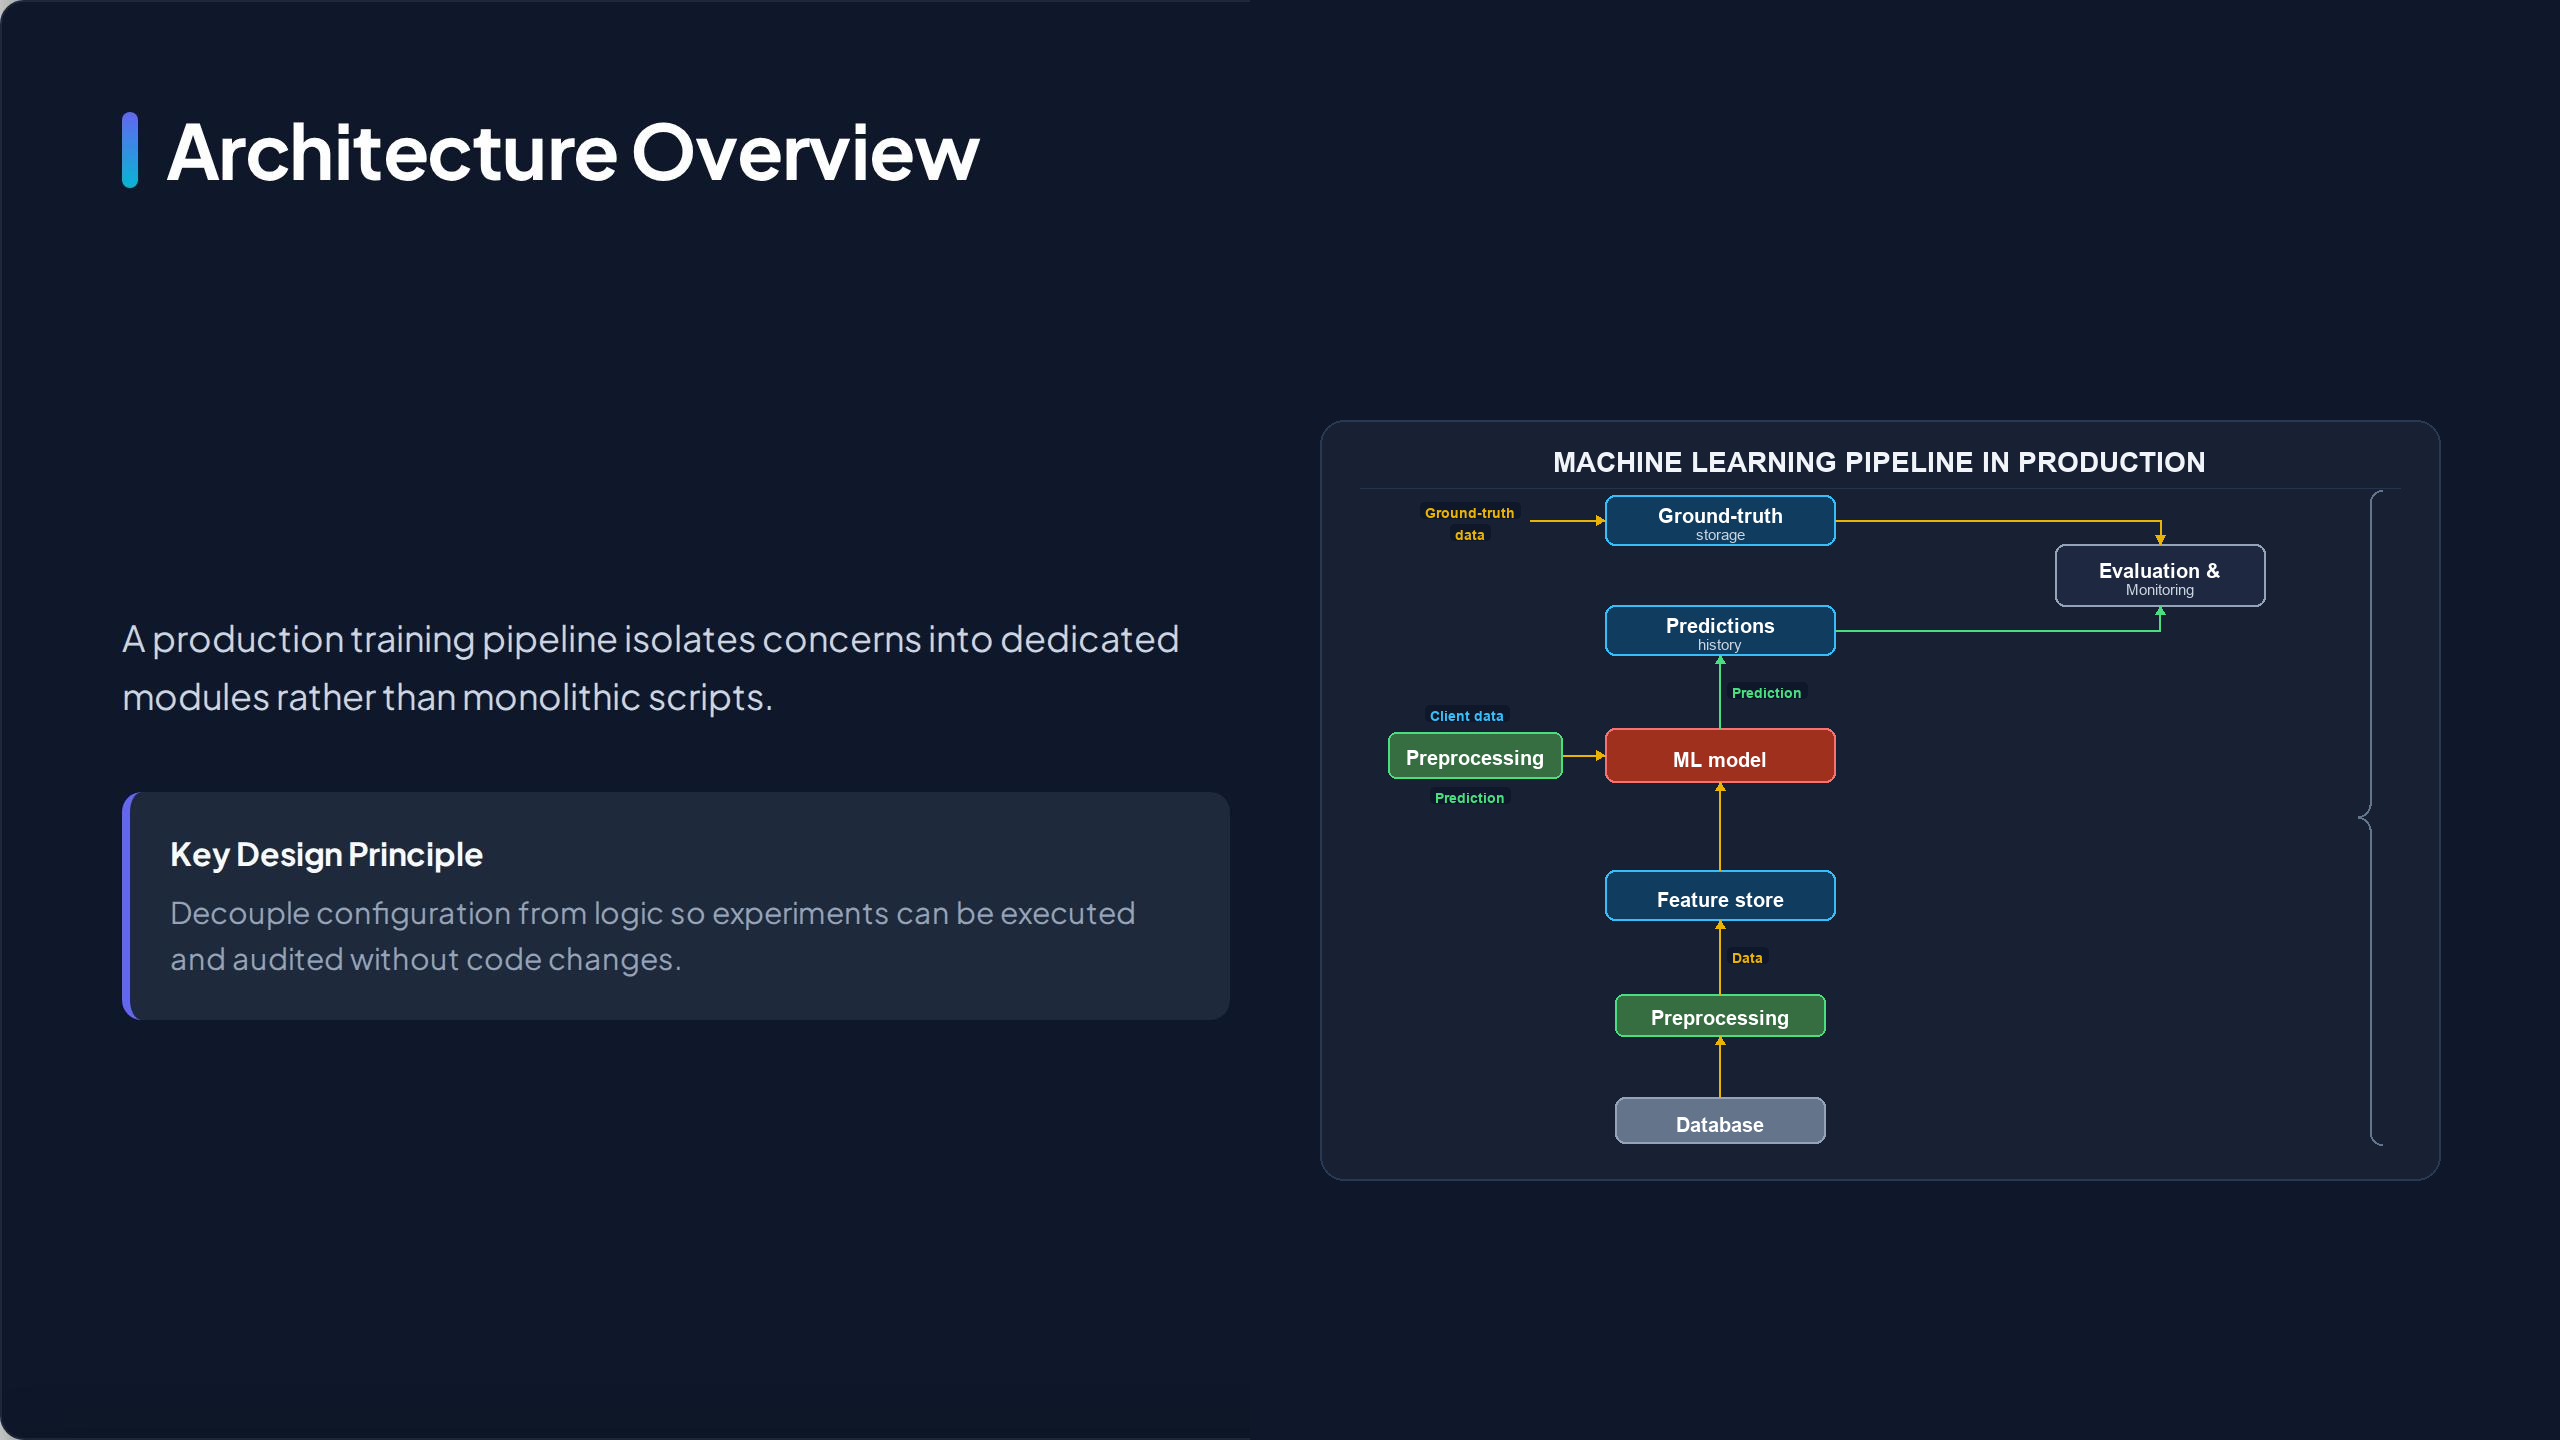 Architecture Overview
A production training pipeline isolates concerns into dedicated
modules rather than monolithic scripts.
Key Design Principle
Decouple configuration from logic so experiments can be executed
and audited without code changes.
MACHINE LEARNING PIPELINE IN PRODUCTION
Ground-truth
data
Ground-truth
storage
Evaluation &
Monitoring
Predictions
history
Prediction
Client data
Preprocessing
ML model
Prediction
Feature store
Data
Preprocessing
Database